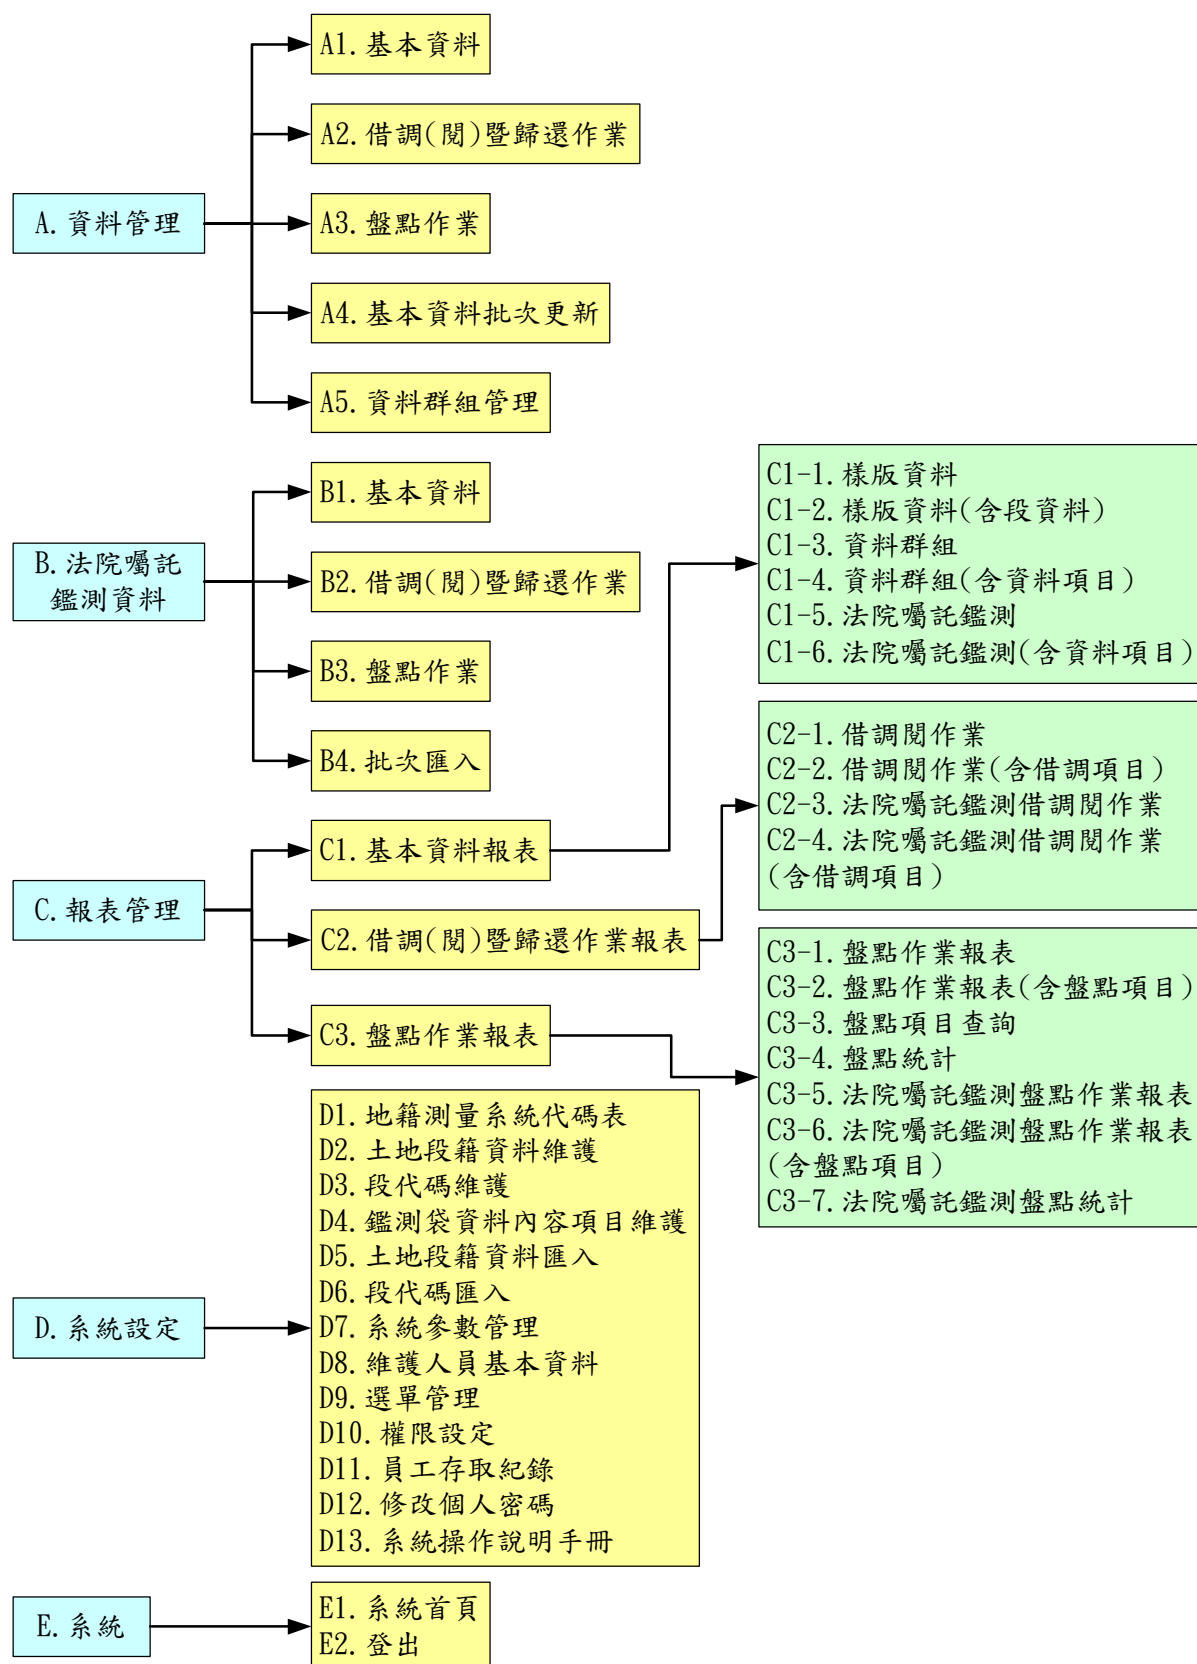 A.資料管理
A1.基本資料
A2.借調(閱)暨歸還作業
A3.盤點作業
A4.基本資料批次更新
A5.資料群組管理
B.法院囑託
鑑測資料
B1.基本資料
B2.借調(閱)暨歸還作業
B3.盤點作業
B4.批次匯入
C.報表管理
C1.基本資料報表
C2.借調(閱)暨歸還作業報表
C3.盤點作業報表
C1-1.樣版資料
C1-2.樣版資料(含段資料)
C1-3.資料群組
C1-4.資料群組(含資料項目)
C1-5.法院囑託鑑測
C1-6.法院囑託鑑測(含資料項目)
C2-1.借調閱作業
C2-2.借調閱作業(含借調項目)
C2-3.法院囑託鑑測借調閱作業
C2-4.法院囑託鑑測借調閱作業
(含借調項目)
C3-1.盤點作業報表
C3-2.盤點作業報表(含盤點項目)
C3-3.盤點項目查詢
C3-4.盤點統計
C3-5.法院囑託鑑測盤點作業報表
C3-6.法院囑託鑑測盤點作業報表
(含盤點項目)
C3-7.法院囑託鑑測盤點統計
D.系統設定
D1.地籍測量系統代碼表
D2.土地段籍資料維護
D3.段代碼維護
D4.鑑測袋資料內容項目維護
D5.土地段籍資料匯入
D6.段代碼匯入
D7.系統參數管理
D8.維護人員基本資料
D9.選單管理
D10.權限設定
D11.員工存取紀錄
D12.修改個人密碼
D13.系統操作說明手冊
E.系統
E1.系統首頁
E2.登出